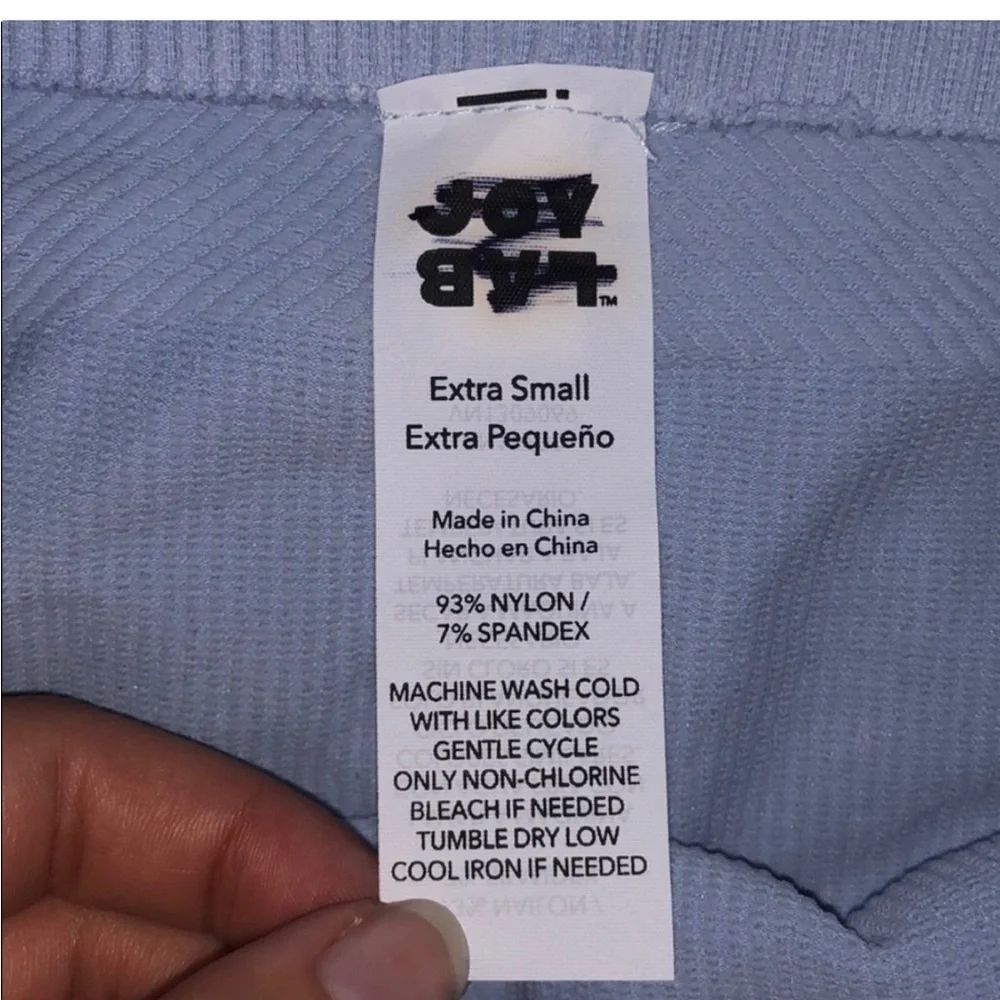 JOY
LAB™
Extra Small
Extra Pequeño
Made in China
Hecho en China
93% NYLON /
7% SPANDEX
MACHINE WASH COLD
WITH LIKE COLORS
GENTLE CYCLE
ONLY NON-CHLORINE
BLEACH IF NEEDED
TUMBLE DRY LOW
COOL IRON IF NEEDED